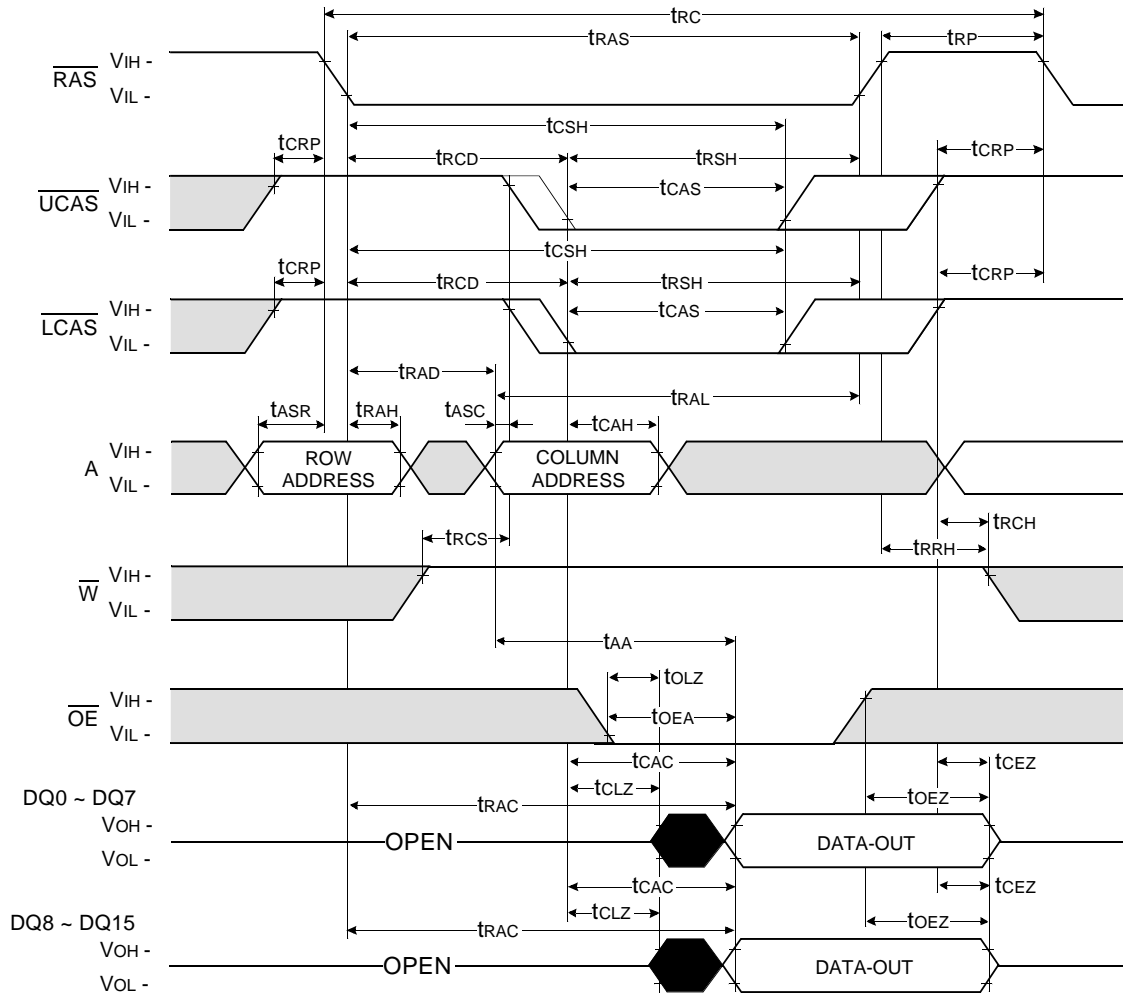 tRC
tRAS
tRP
RAS
VIH -
VIL -
tCSH
tCRP
tRCD
tRSH
tCRP
UCAS
VIH -
VIL -
tCAS
tCSH
tCRP
tRCD
tRSH
tCRP
LCAS
VIH -
VIL -
tCAS
tRAD
tRAL
tASR
tRAH
tASC
tCAH
A
VIH -
VIL -
ROW
ADDRESS
COLUMN
ADDRESS
tRCS
tRCH
tRRH
W
VIH -
VIL -
tAA
tOLZ
tOEA
OE
VIH -
VIL -
tCAC
tCEZ
tCLZ
tOEZ
DQ0 ~ DQ7
tRAC
VOH -
VOL -
OPEN
DATA-OUT
tCAC
tCEZ
tCLZ
tOEZ
DQ8 ~ DQ15
tRAC
VOH -
VOL -
OPEN
DATA-OUT